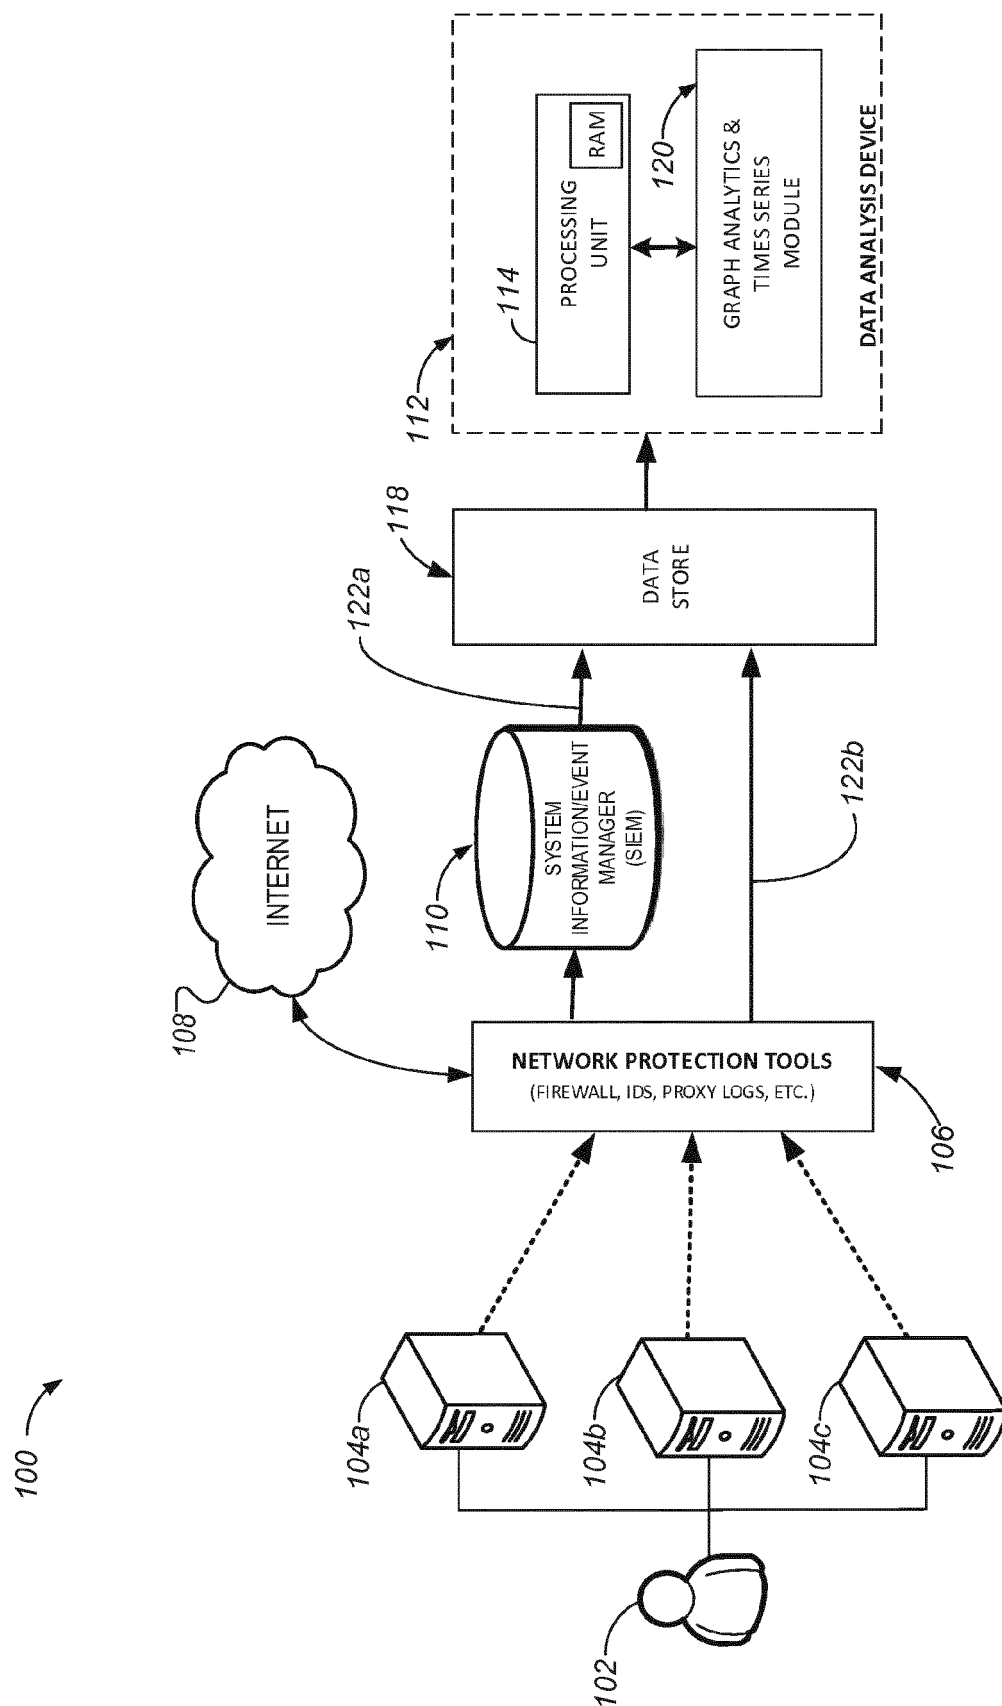 100
102
104a
104b
104c
108
INTERNET
NETWORK PROTECTION TOOLS
(FIREWALL, IDS, PROXY LOGS, ETC.)
106
110
SYSTEM
INFORMATION/EVENT
MANAGER
(SIEM)
122a
122b
118
DATA
STORE
112
114
PROCESSING
UNIT
RAM
120
GRAPH ANALYTICS &
TIMES SERIES
MODULE
DATA ANALYSIS DEVICE